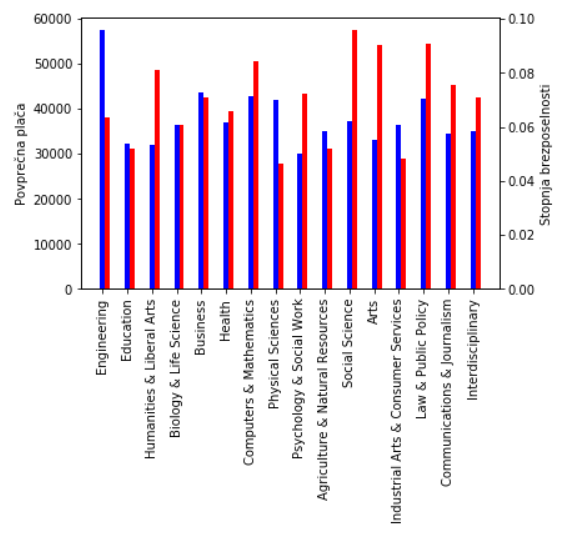 60000
50000
40000
30000
20000
10000
0
Povprečna plača
0.10
0.08
0.06
0.04
0.02
0.00
Stopnja brezposelnosti
Engineering
Education
Humanities & Liberal Arts
Biology & Life Science
Business
Health
Computers & Mathematics
Physical Sciences
Psychology & Social Work
Agriculture & Natural Resources
Social Science
Arts
Industrial Arts & Consumer Services
Law & Public Policy
Communications & Journalism
Interdisciplinary